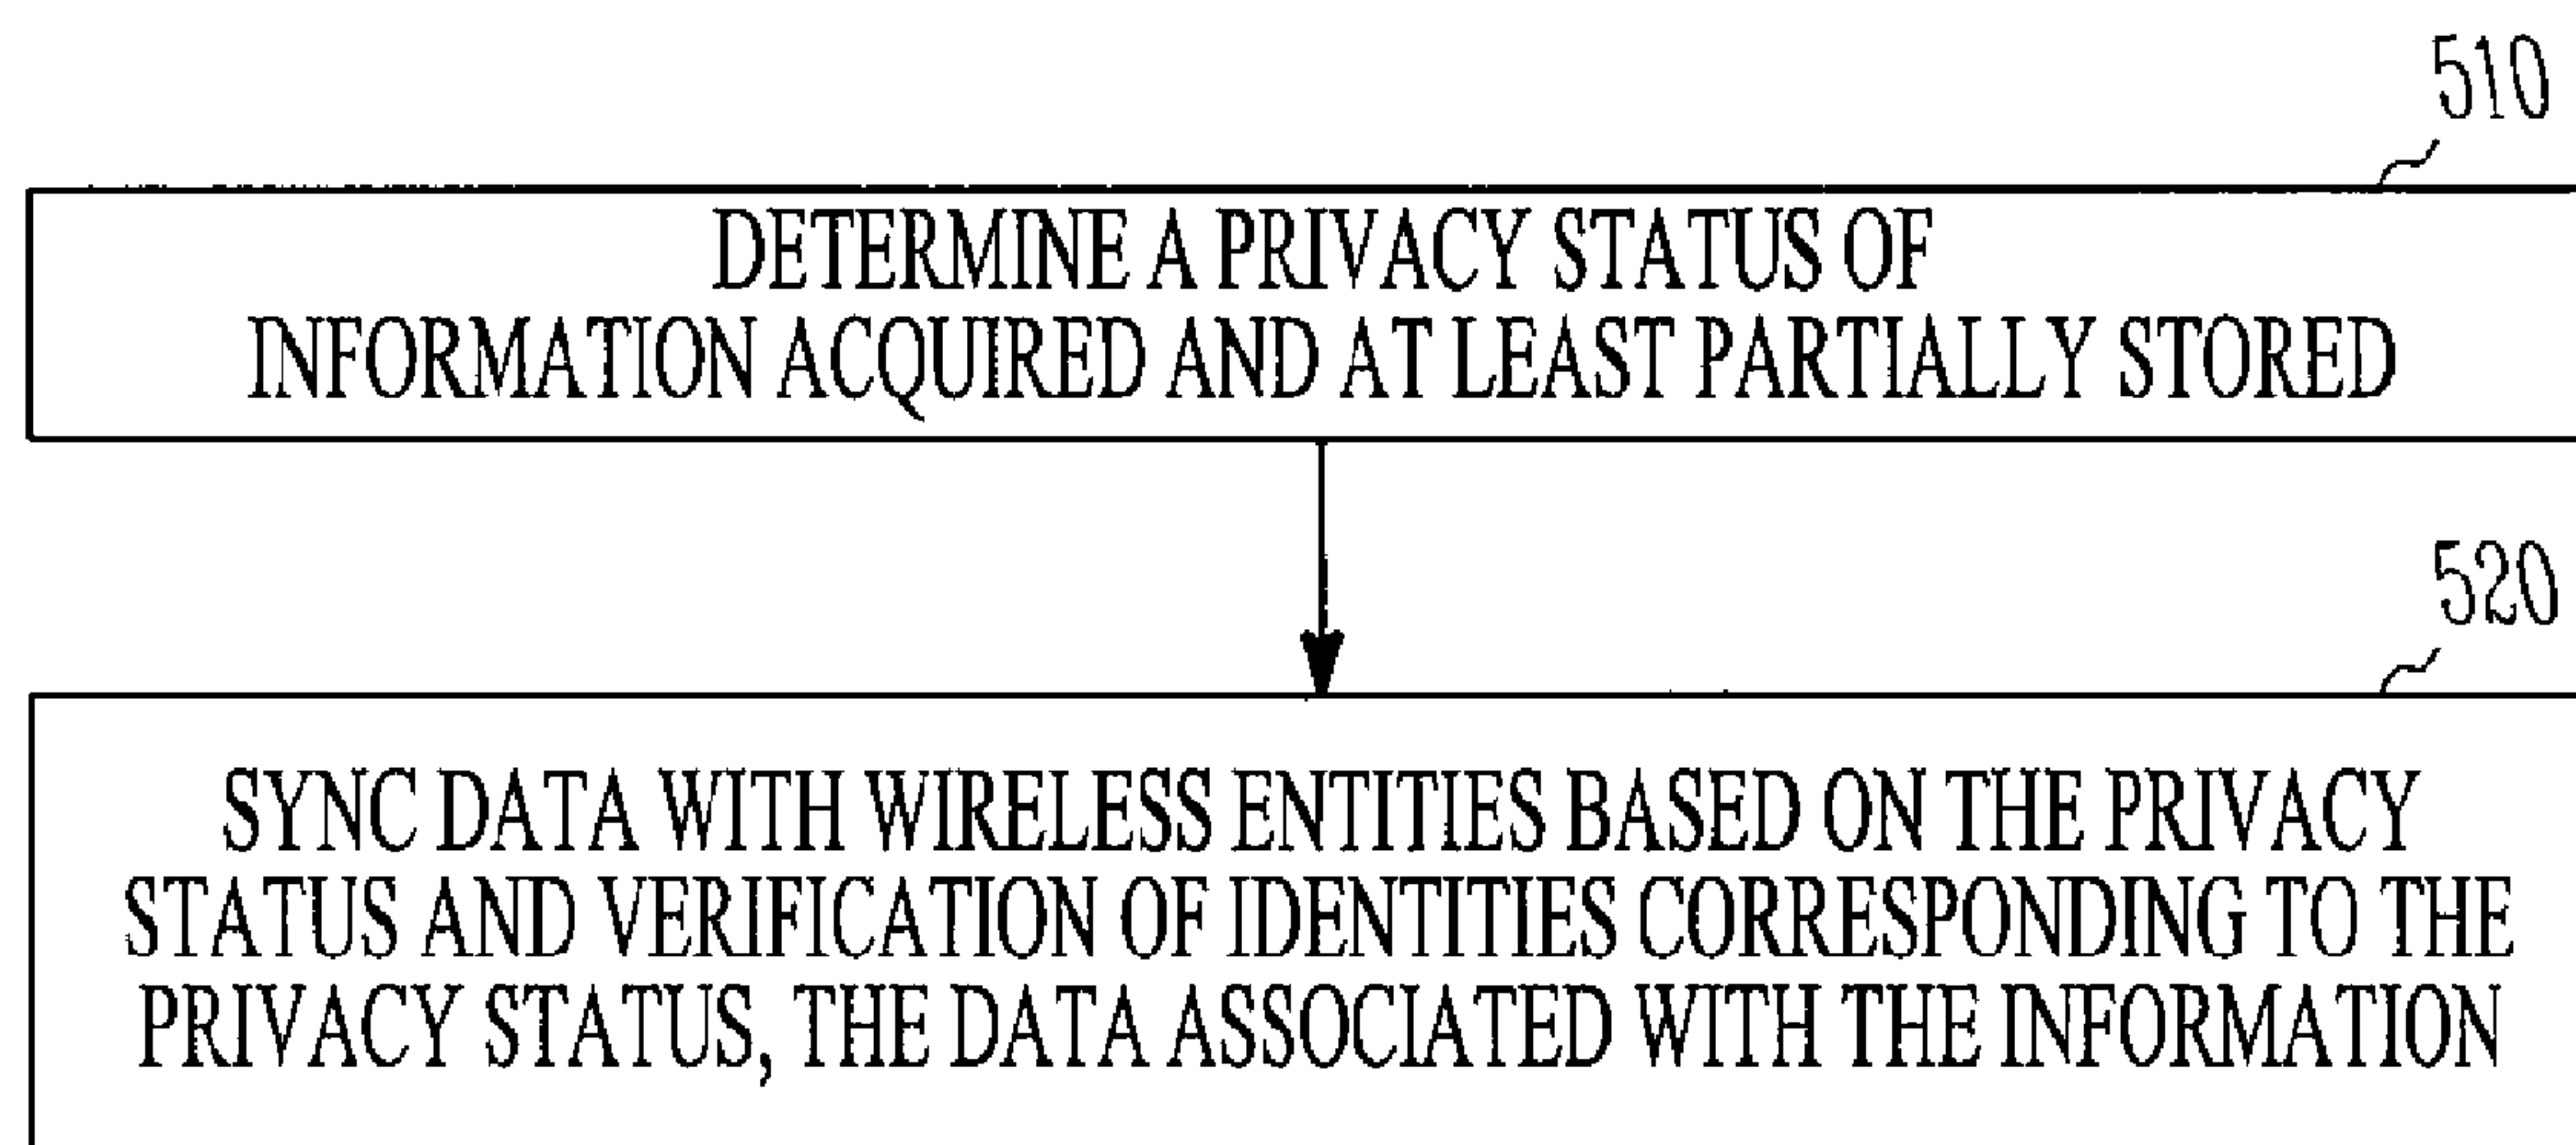 510
DETERMINE A PRIVACY STATUS OF
INFORMATION ACQUIRED AND AT LEAST PARTIALLY STORED
520
SYNC DATA WITH WIRELESS ENTITIES BASED ON THE PRIVACY
STATUS AND VERIFICATION OF IDENTITIES CORRESPONDING TO THE
PRIVACY STATUS, THE DATA ASSOCIATED WITH THE INFORMATION